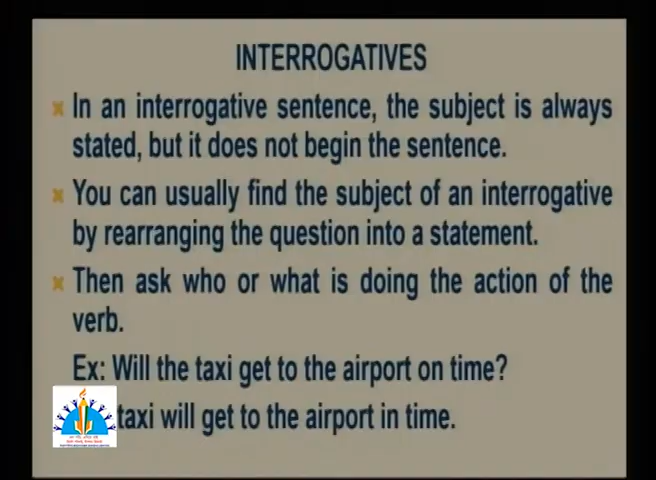 INTERROGATIVES
In an interrogative sentence, the subject is always
stated, but it does not begin the sentence.
You can usually find the subject of an interrogative
by rearranging the question into a statement.
Then ask who or what is doing the action of the
verb.
Ex: Will the taxi get to the airport on time?
taxi will get to the airport in time.